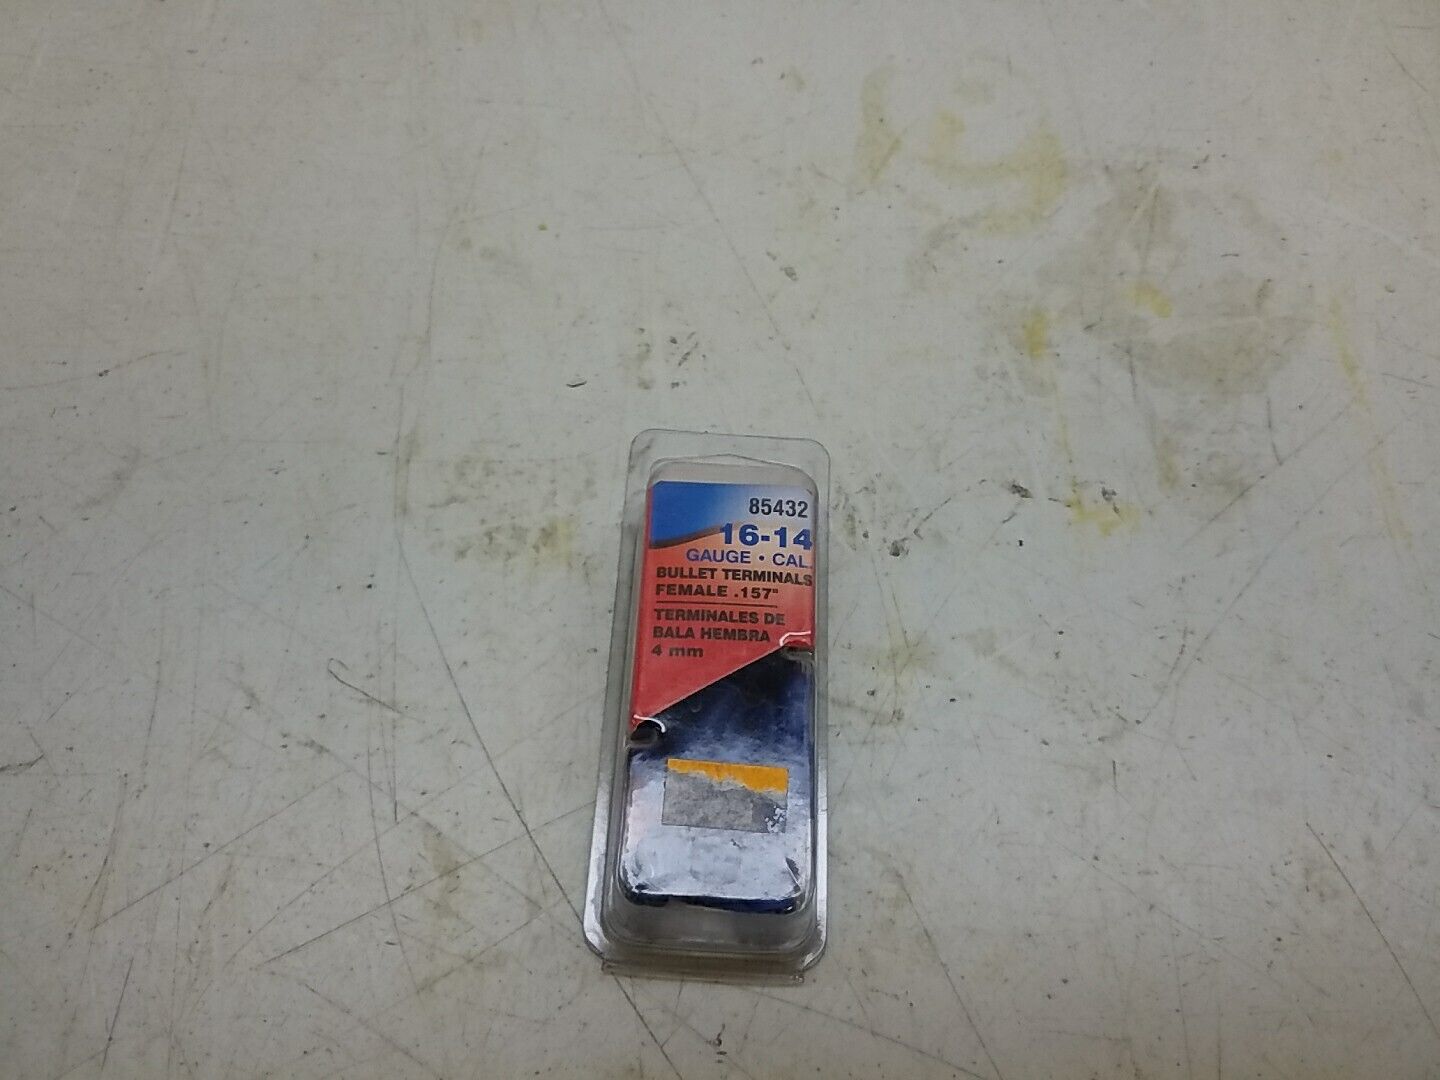 85432
16-14
GAUGE • CAL.
BULLET TERMINALS
FEMALE .157"
TERMINALES DE
BALA HEMBRA
4 mm